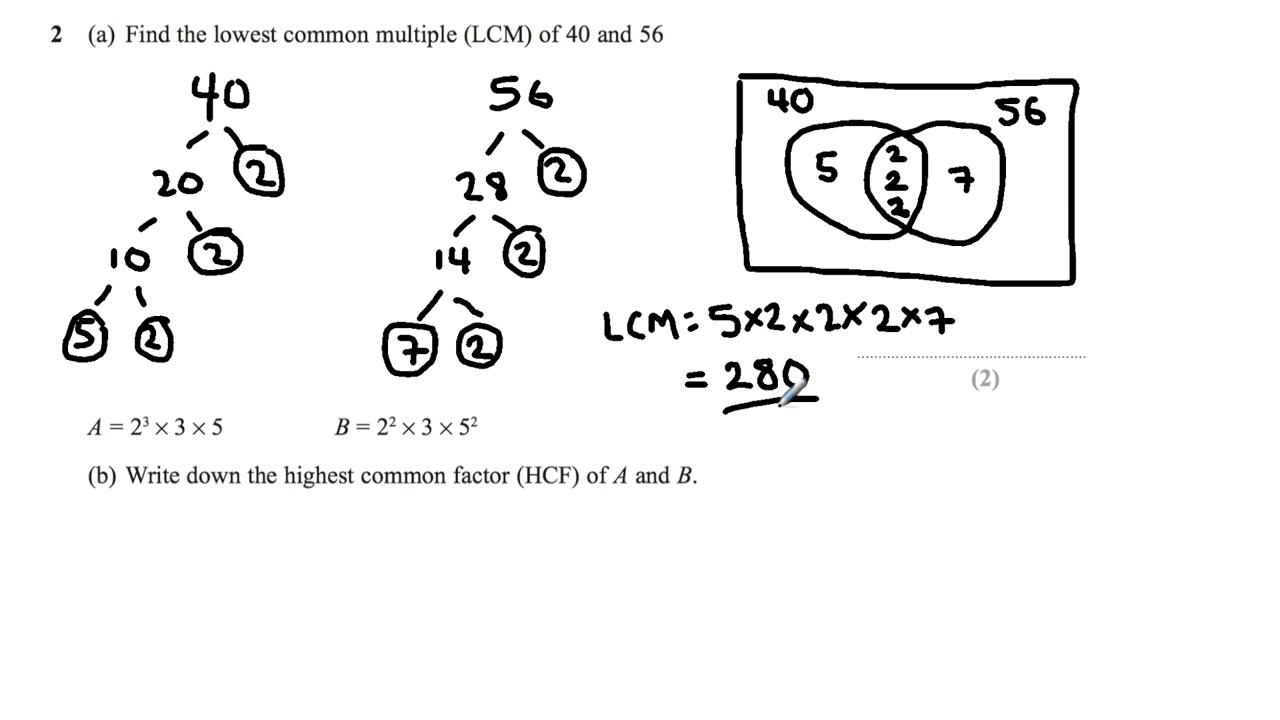 2 (a) Find the lowest common multiple (LCM) of 40 and 56
40
20 2
10 2
5 2
56
28 2
14 2
7 2
40 56
5 2 7
2
2
LCM = 5×2×2×2×7
= 280
(2)
A = 2³ × 3 × 5 B = 2² × 3 × 5²
(b) Write down the highest common factor (HCF) of A and B.